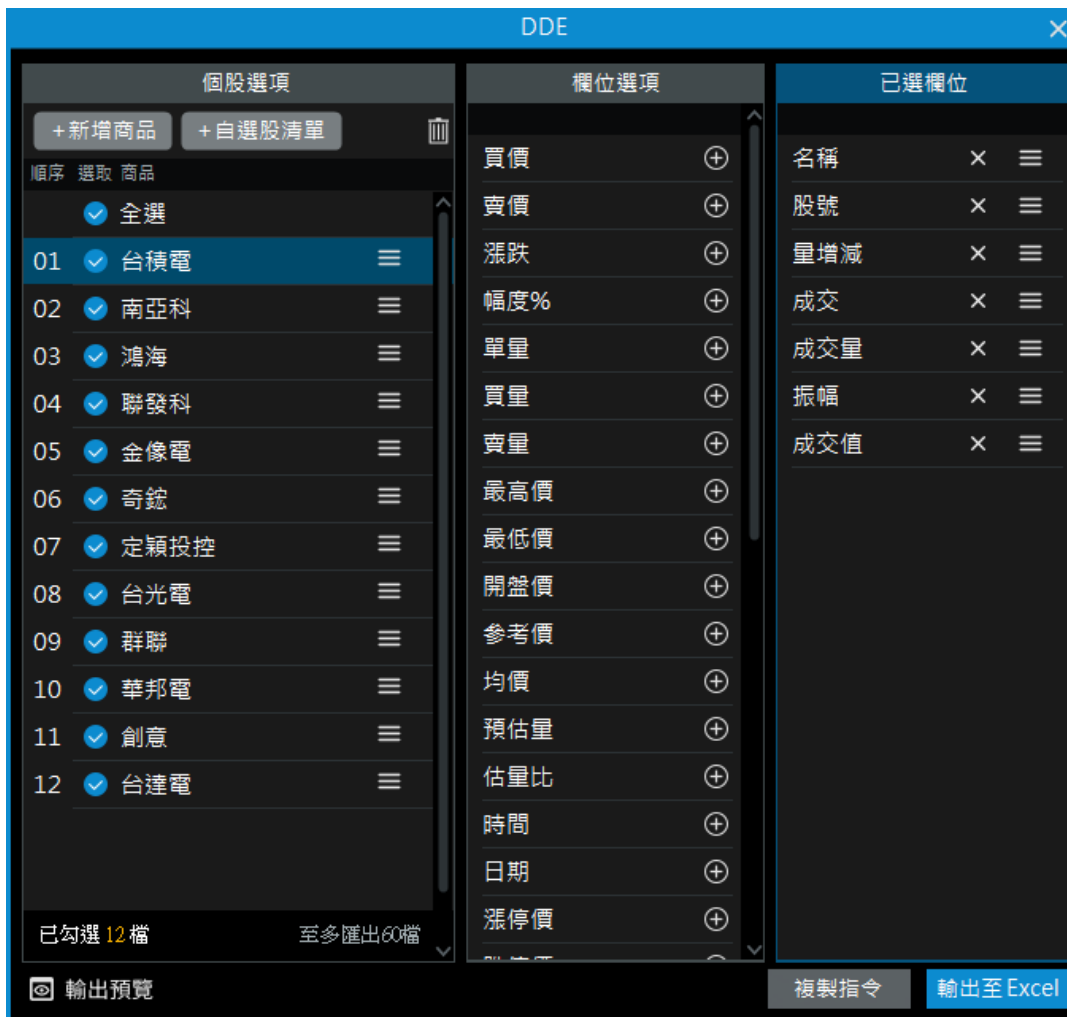 DDE
個股選項
+新增商品 +自選股清單
順序 選取 商品
全選
01 台積電
02 南亞科
03 鴻海
04 聯發科
05 金像電
06 奇鋐
07 定穎投控
08 台光電
09 群聯
10 華邦電
11 創意
12 台達電
已勾選12檔 至多匯出60檔
欄位選項
買價
賣價
漲跌
幅度%
單量
買量
賣量
最高價
最低價
開盤價
參考價
均價
預估量
估量比
時間
日期
漲停價
已選欄位
名稱
股號
量增減
成交
成交量
振幅
成交值
輸出預覽
複製指令
輸出至Excel